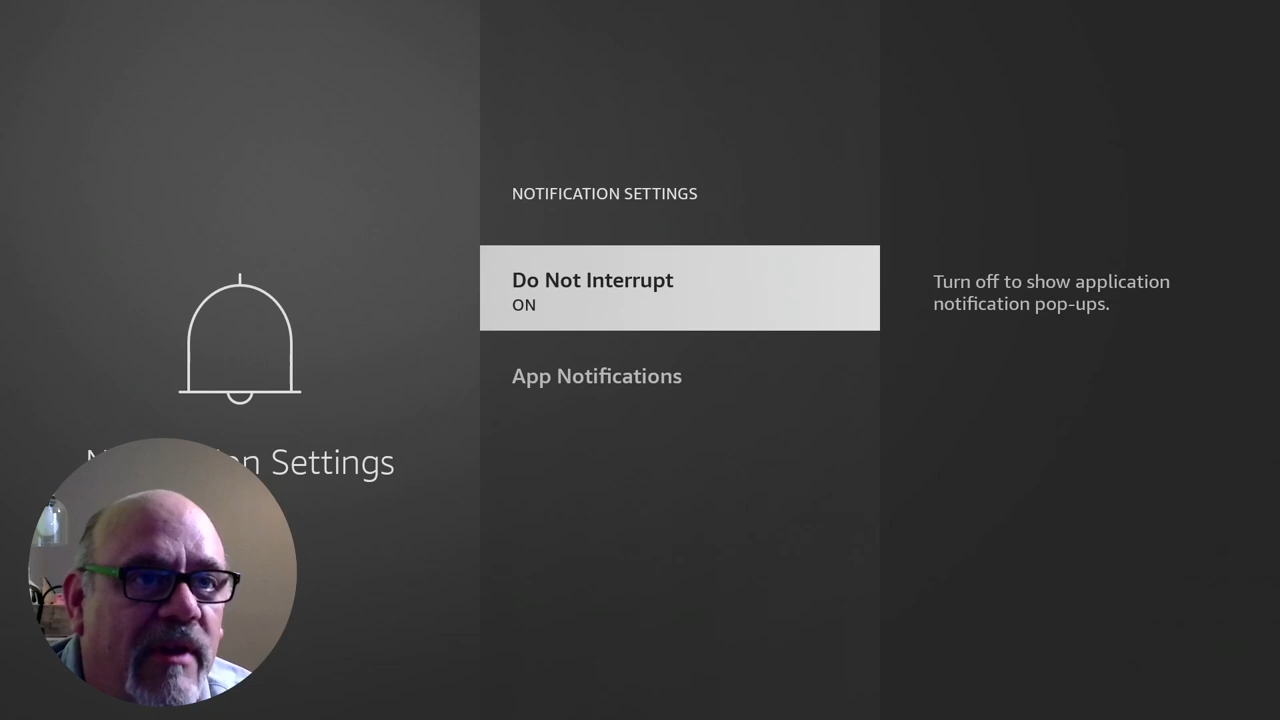 NOTIFICATION SETTINGS
Do Not Interrupt
ON
Turn off to show application
notification pop-ups.
App Notifications
Settings